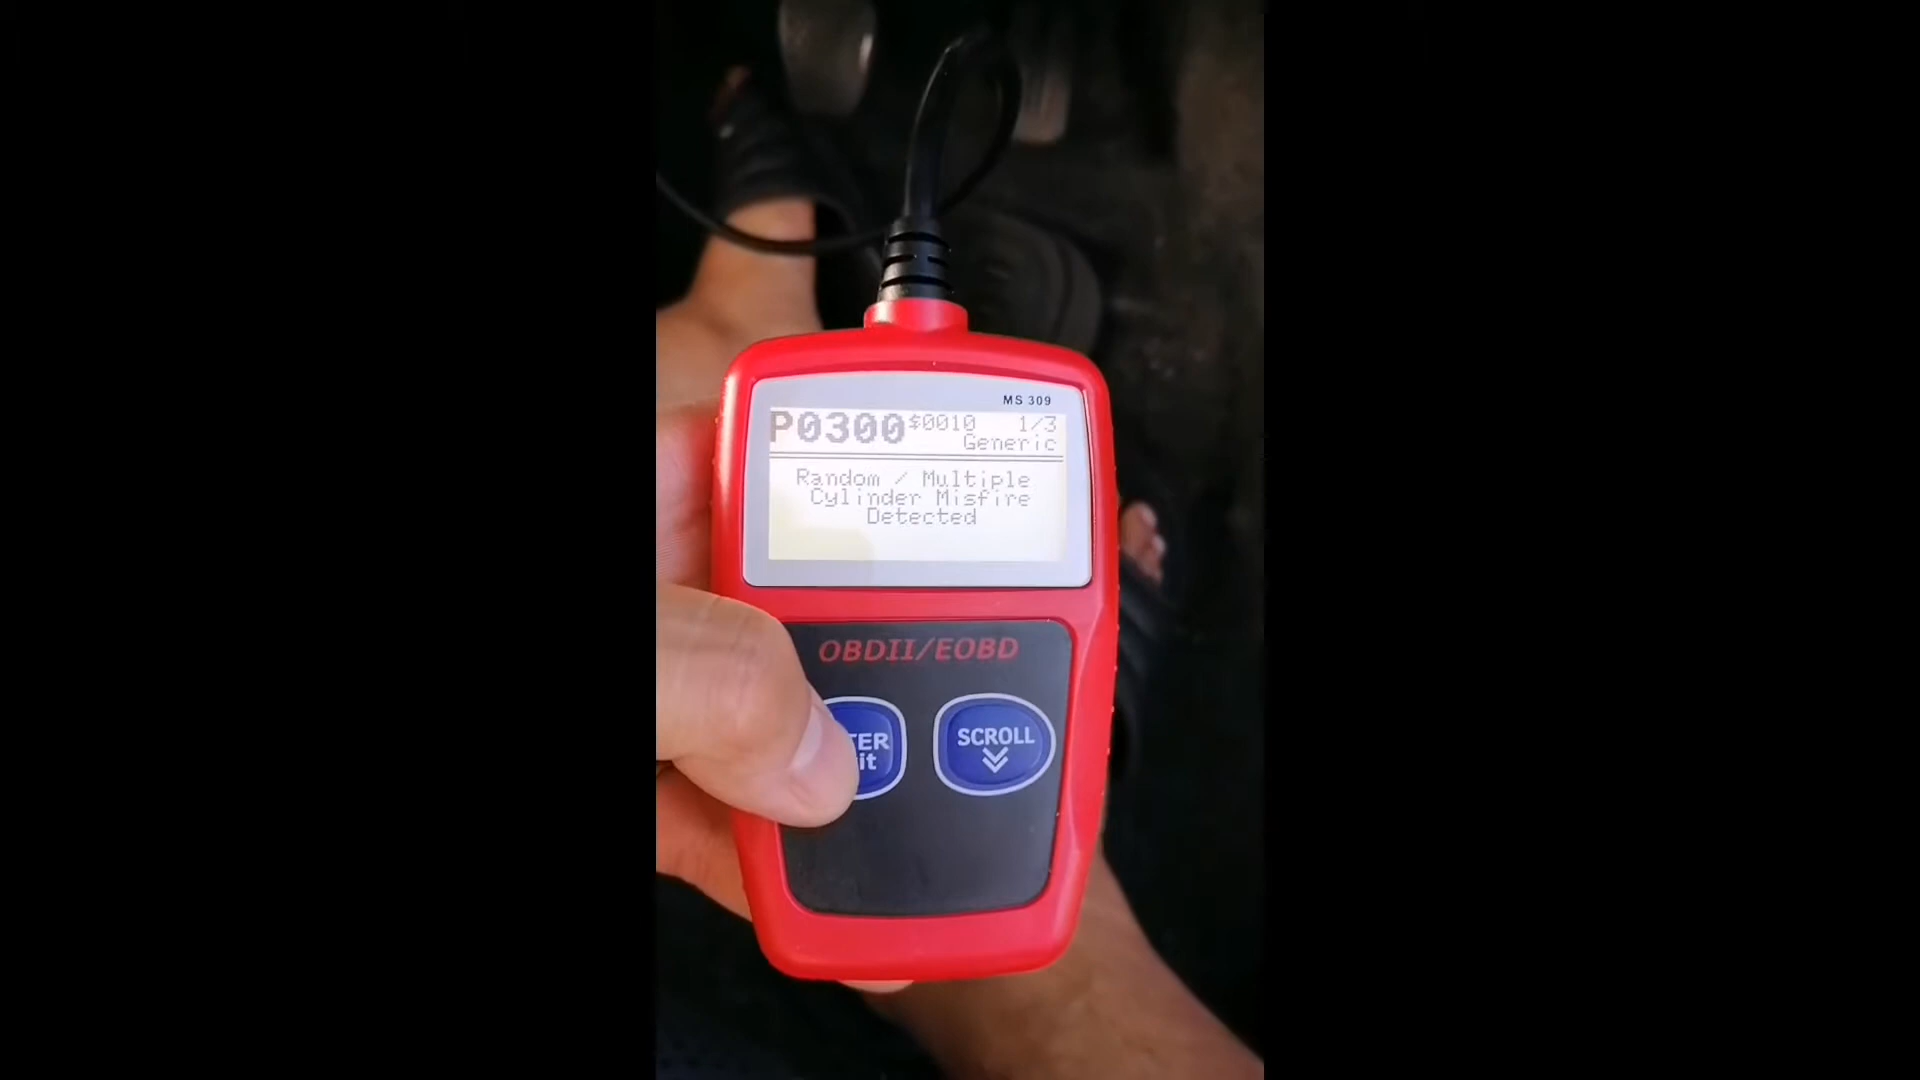 MS 309
P0300 $0010 1/3
Generic
Random / Multiple
Cylinder Misfire
Detected
OBDII/EOBD
SCROLL